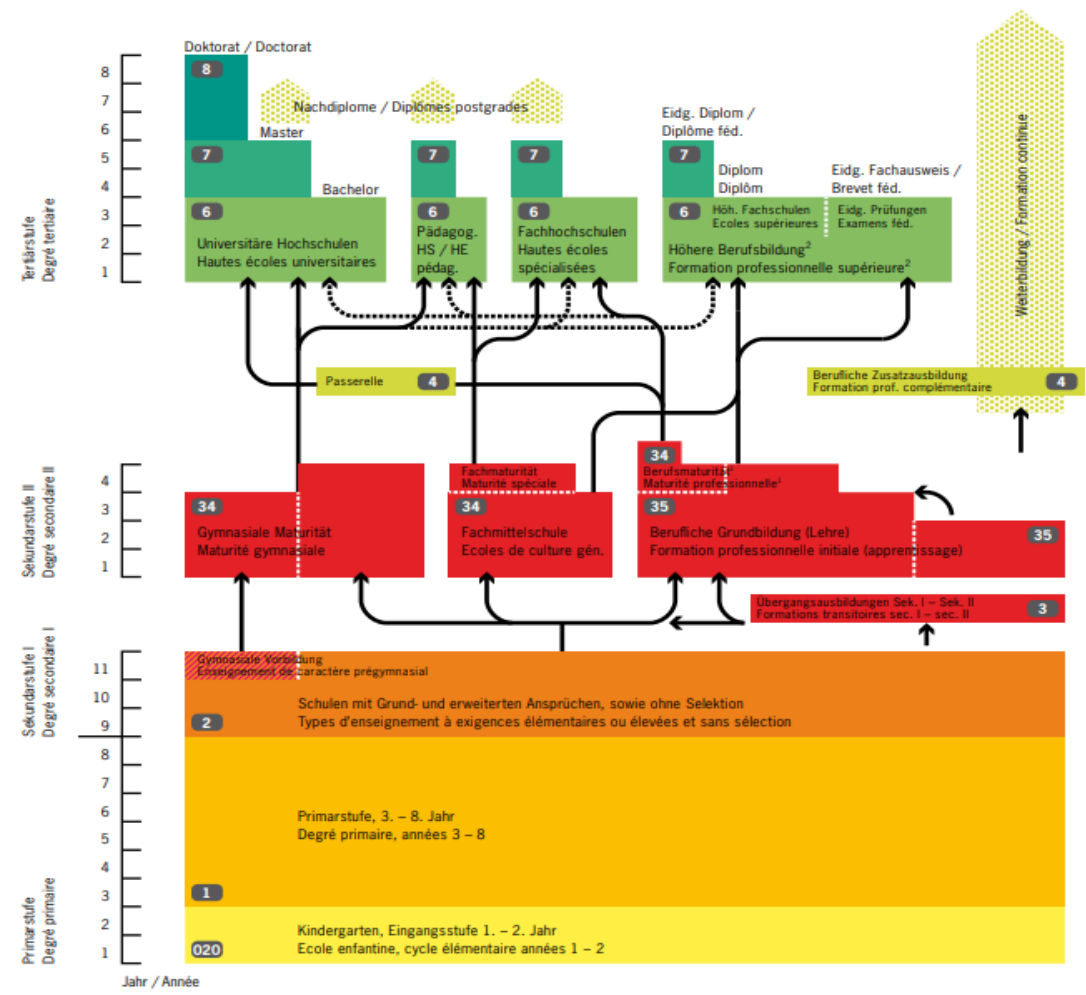 Doktorat / Doctorat
8
8
7
6
5
4
3
2
1
Tertiärstufe
Degré tertiaire
Nachdiplome / Diplômes postgrades
Master
7
7
7
Eidg. Diplom /
Diplôme féd.
7
Diplom
Diplôm
Eidg. Fachausweis /
Brevet féd.
Bachelor
6
Universitäre Hochschulen
Hautes écoles universitaires
6
Pädagog.
HS / HE
pédag.
6
Fachhochschulen
Hautes écoles
spécialisées
6
Höh. Fachschulen
Ecoles supérieures
Eidg. Prüfungen
Examens féd.
Höhere Berufsbildung²
Formation professionnelle supérieure²
Weiterbildung / Formation continue
Passerelle
4
Berufliche Zusatzausbildung
Formation prof. complémentaire
4
4
3
2
1
Sekundarstufe II
Degré secondaire II
34
Gymnasiale Maturität
Maturité gymnasiale
Fachmaturität
Maturité spéciale
34
Fachmittelschule
Ecoles de culture gén.
34
Berufsmaturität¹
Maturité professionnelle¹
35
Berufliche Grundbildung (Lehre)
Formation professionnelle initiale (apprentissage)
35
Übergangsausbildungen Sek. I – Sek. II
Formations transitoires sec. I – sec. II
3
11
10
9
Sekundarstufe I
Degré secondaire I
Gymnasiale Vorbildung
Enseignement de caractère prégymnasial
Schulen mit Grund- und erweiterten Ansprüchen, sowie ohne Selektion
Types d'enseignement à exigences élémentaires ou élevées et sans sélection
2
8
7
6
5
4
3
2
1
Primarstufe
Degré primaire
Primarstufe, 3. – 8. Jahr
Degré primaire, années 3 – 8
1
Kindergarten, Eingangsstufe 1. – 2. Jahr
Ecole enfantine, cycle élémentaire années 1 – 2
020
Jahr / Année